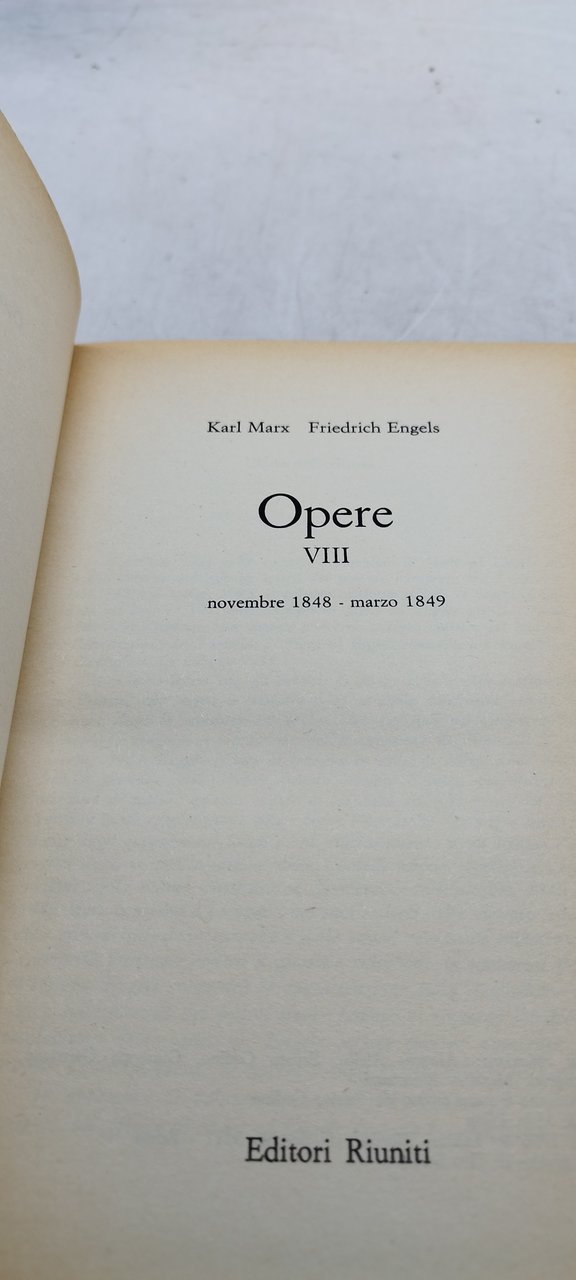 Karl Marx Friedrich Engels
Opere
VIII
novembre 1848 - marzo 1849
Editori Riuniti